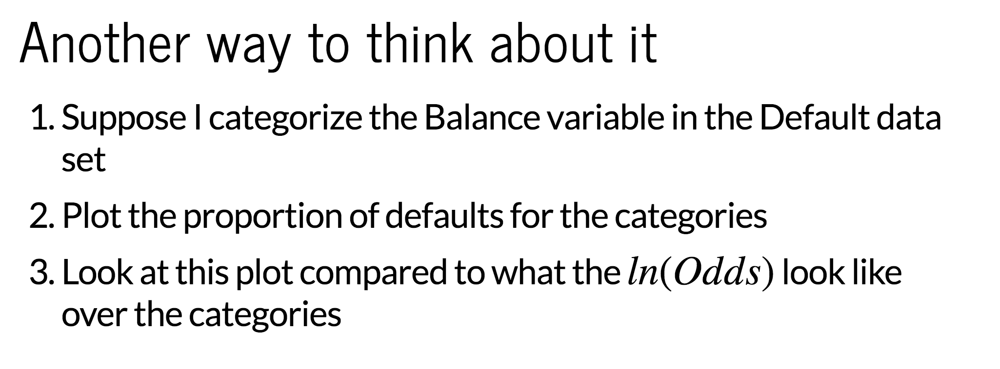 Another way to think about it
1. Suppose I categorize the Balance variable in the Default data
set
2. Plot the proportion of defaults for the categories
3. Look at this plot compared to what the ln(Odds) look like
over the categories